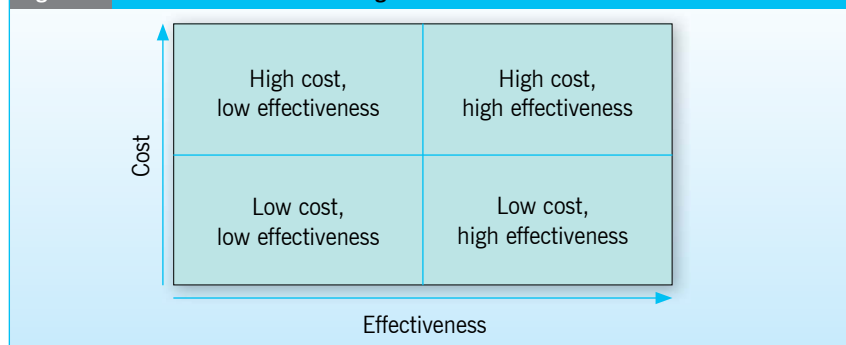 High cost,
low effectiveness
High cost,
high effectiveness
Cost
Low cost,
low effectiveness
Low cost,
high effectiveness
Effectiveness